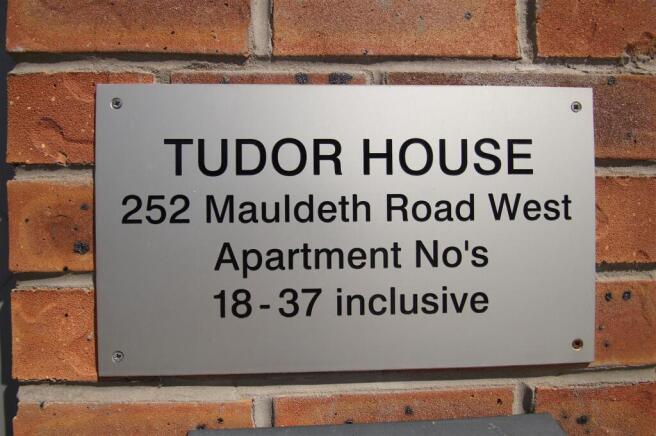 TUDOR HOUSE
252 Mauldeth Road West
Apartment No's
18-37 inclusive